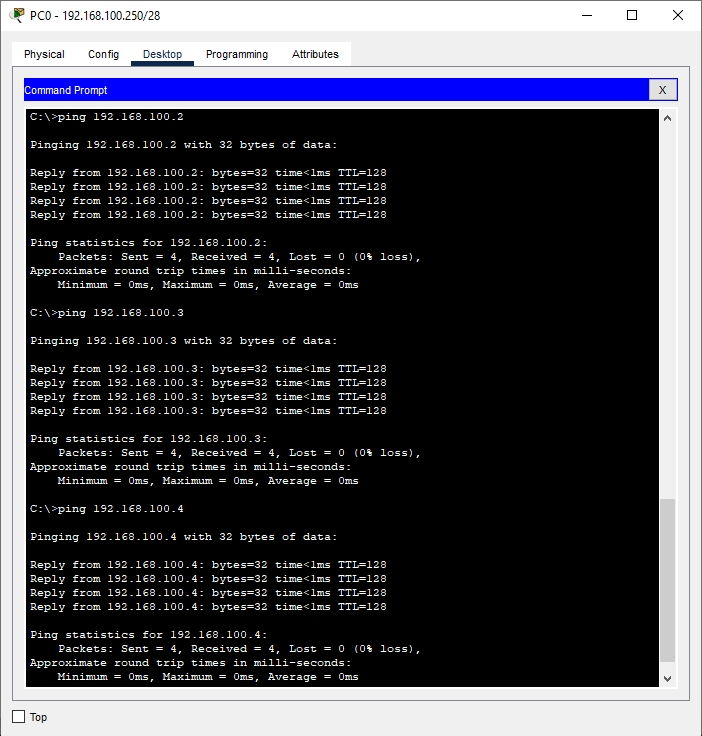 PC0 - 192.168.100.250/28
Physical Config Desktop Programming Attributes
Command Prompt X
C:\>ping 192.168.100.2
Pinging 192.168.100.2 with 32 bytes of data:
Reply from 192.168.100.2: bytes=32 time<1ms TTL=128
Reply from 192.168.100.2: bytes=32 time<1ms TTL=128
Reply from 192.168.100.2: bytes=32 time<1ms TTL=128
Reply from 192.168.100.2: bytes=32 time<1ms TTL=128
Ping statistics for 192.168.100.2:
Packets: Sent = 4, Received = 4, Lost = 0 (0% loss),
Approximate round trip times in milli-seconds:
Minimum = 0ms, Maximum = 0ms, Average = 0ms
C:\>ping 192.168.100.3
Pinging 192.168.100.3 with 32 bytes of data:
Reply from 192.168.100.3: bytes=32 time<1ms TTL=128
Reply from 192.168.100.3: bytes=32 time<1ms TTL=128
Reply from 192.168.100.3: bytes=32 time<1ms TTL=128
Reply from 192.168.100.3: bytes=32 time<1ms TTL=128
Ping statistics for 192.168.100.3:
Packets: Sent = 4, Received = 4, Lost = 0 (0% loss),
Approximate round trip times in milli-seconds:
Minimum = 0ms, Maximum = 0ms, Average = 0ms
C:\>ping 192.168.100.4
Pinging 192.168.100.4 with 32 bytes of data:
Reply from 192.168.100.4: bytes=32 time<1ms TTL=128
Reply from 192.168.100.4: bytes=32 time<1ms TTL=128
Reply from 192.168.100.4: bytes=32 time<1ms TTL=128
Reply from 192.168.100.4: bytes=32 time<1ms TTL=128
Ping statistics for 192.168.100.4:
Packets: Sent = 4, Received = 4, Lost = 0 (0% loss),
Approximate round trip times in milli-seconds:
Minimum = 0ms, Maximum = 0ms, Average = 0ms
Top